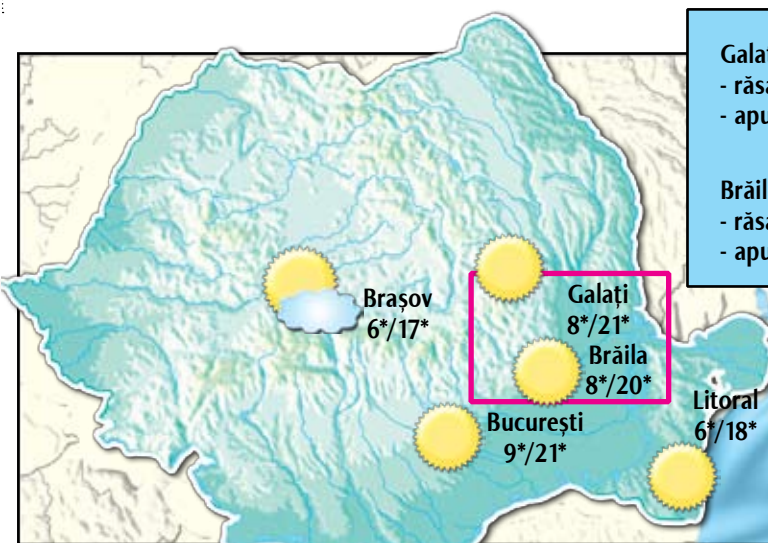 - 
- 
Brașov
6*/17*
Galați
8*/21*
Brăila
8*/20*
București
9*/21*
Litoral
6*/18*